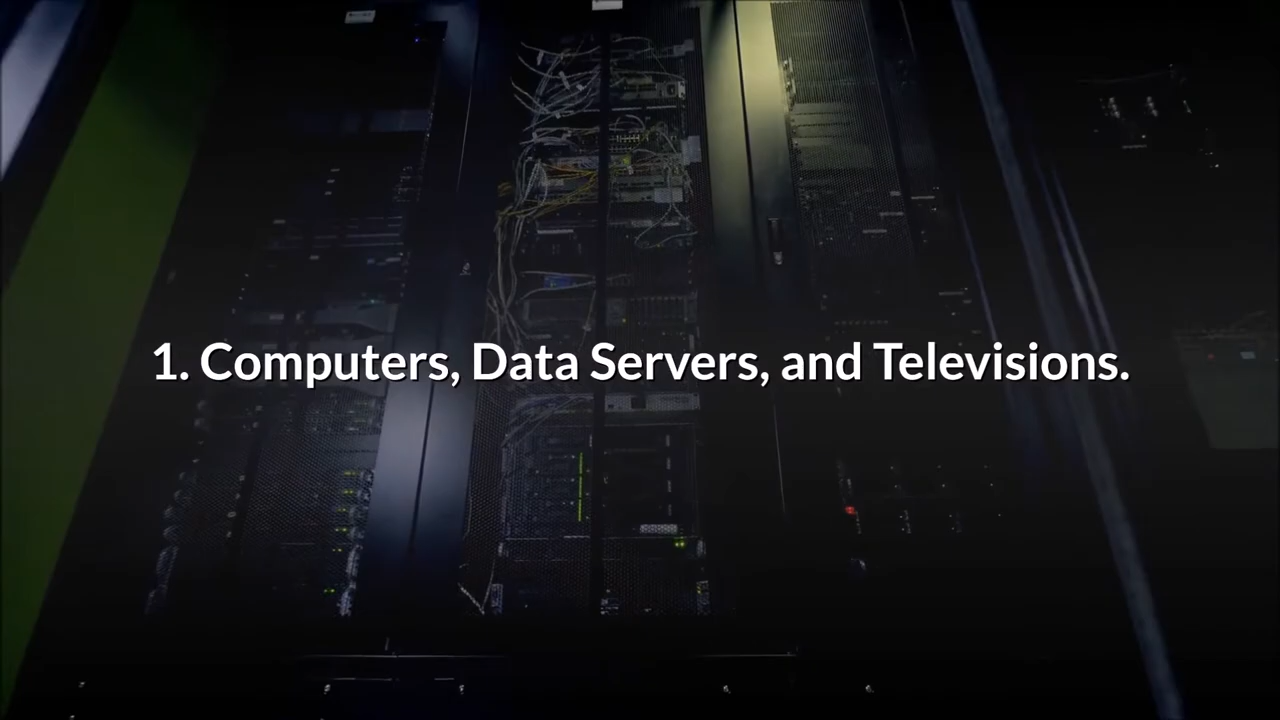 1. Computers, Data Servers, and Televisions.